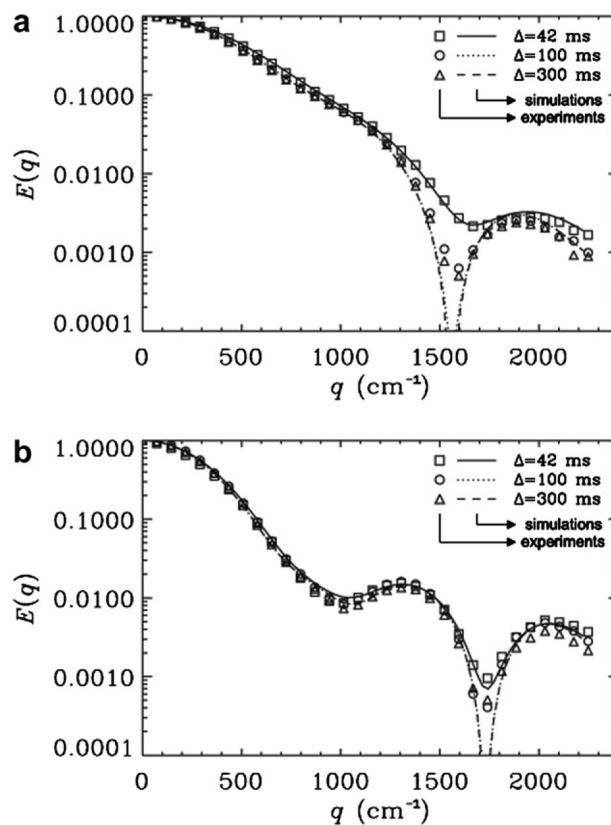 a
1.0000
0.1000
0.0100
0.0010
0.0001
E(q)
□ Δ=42 ms
○ Δ=100 ms
△ Δ=300 ms
simulations
experiments
0 500 1000 1500 2000
q (cm⁻¹)
b
1.0000
0.1000
0.0100
0.0010
0.0001
E(q)
□ Δ=42 ms
○ Δ=100 ms
△ Δ=300 ms
simulations
experiments
0 500 1000 1500 2000
q (cm⁻¹)